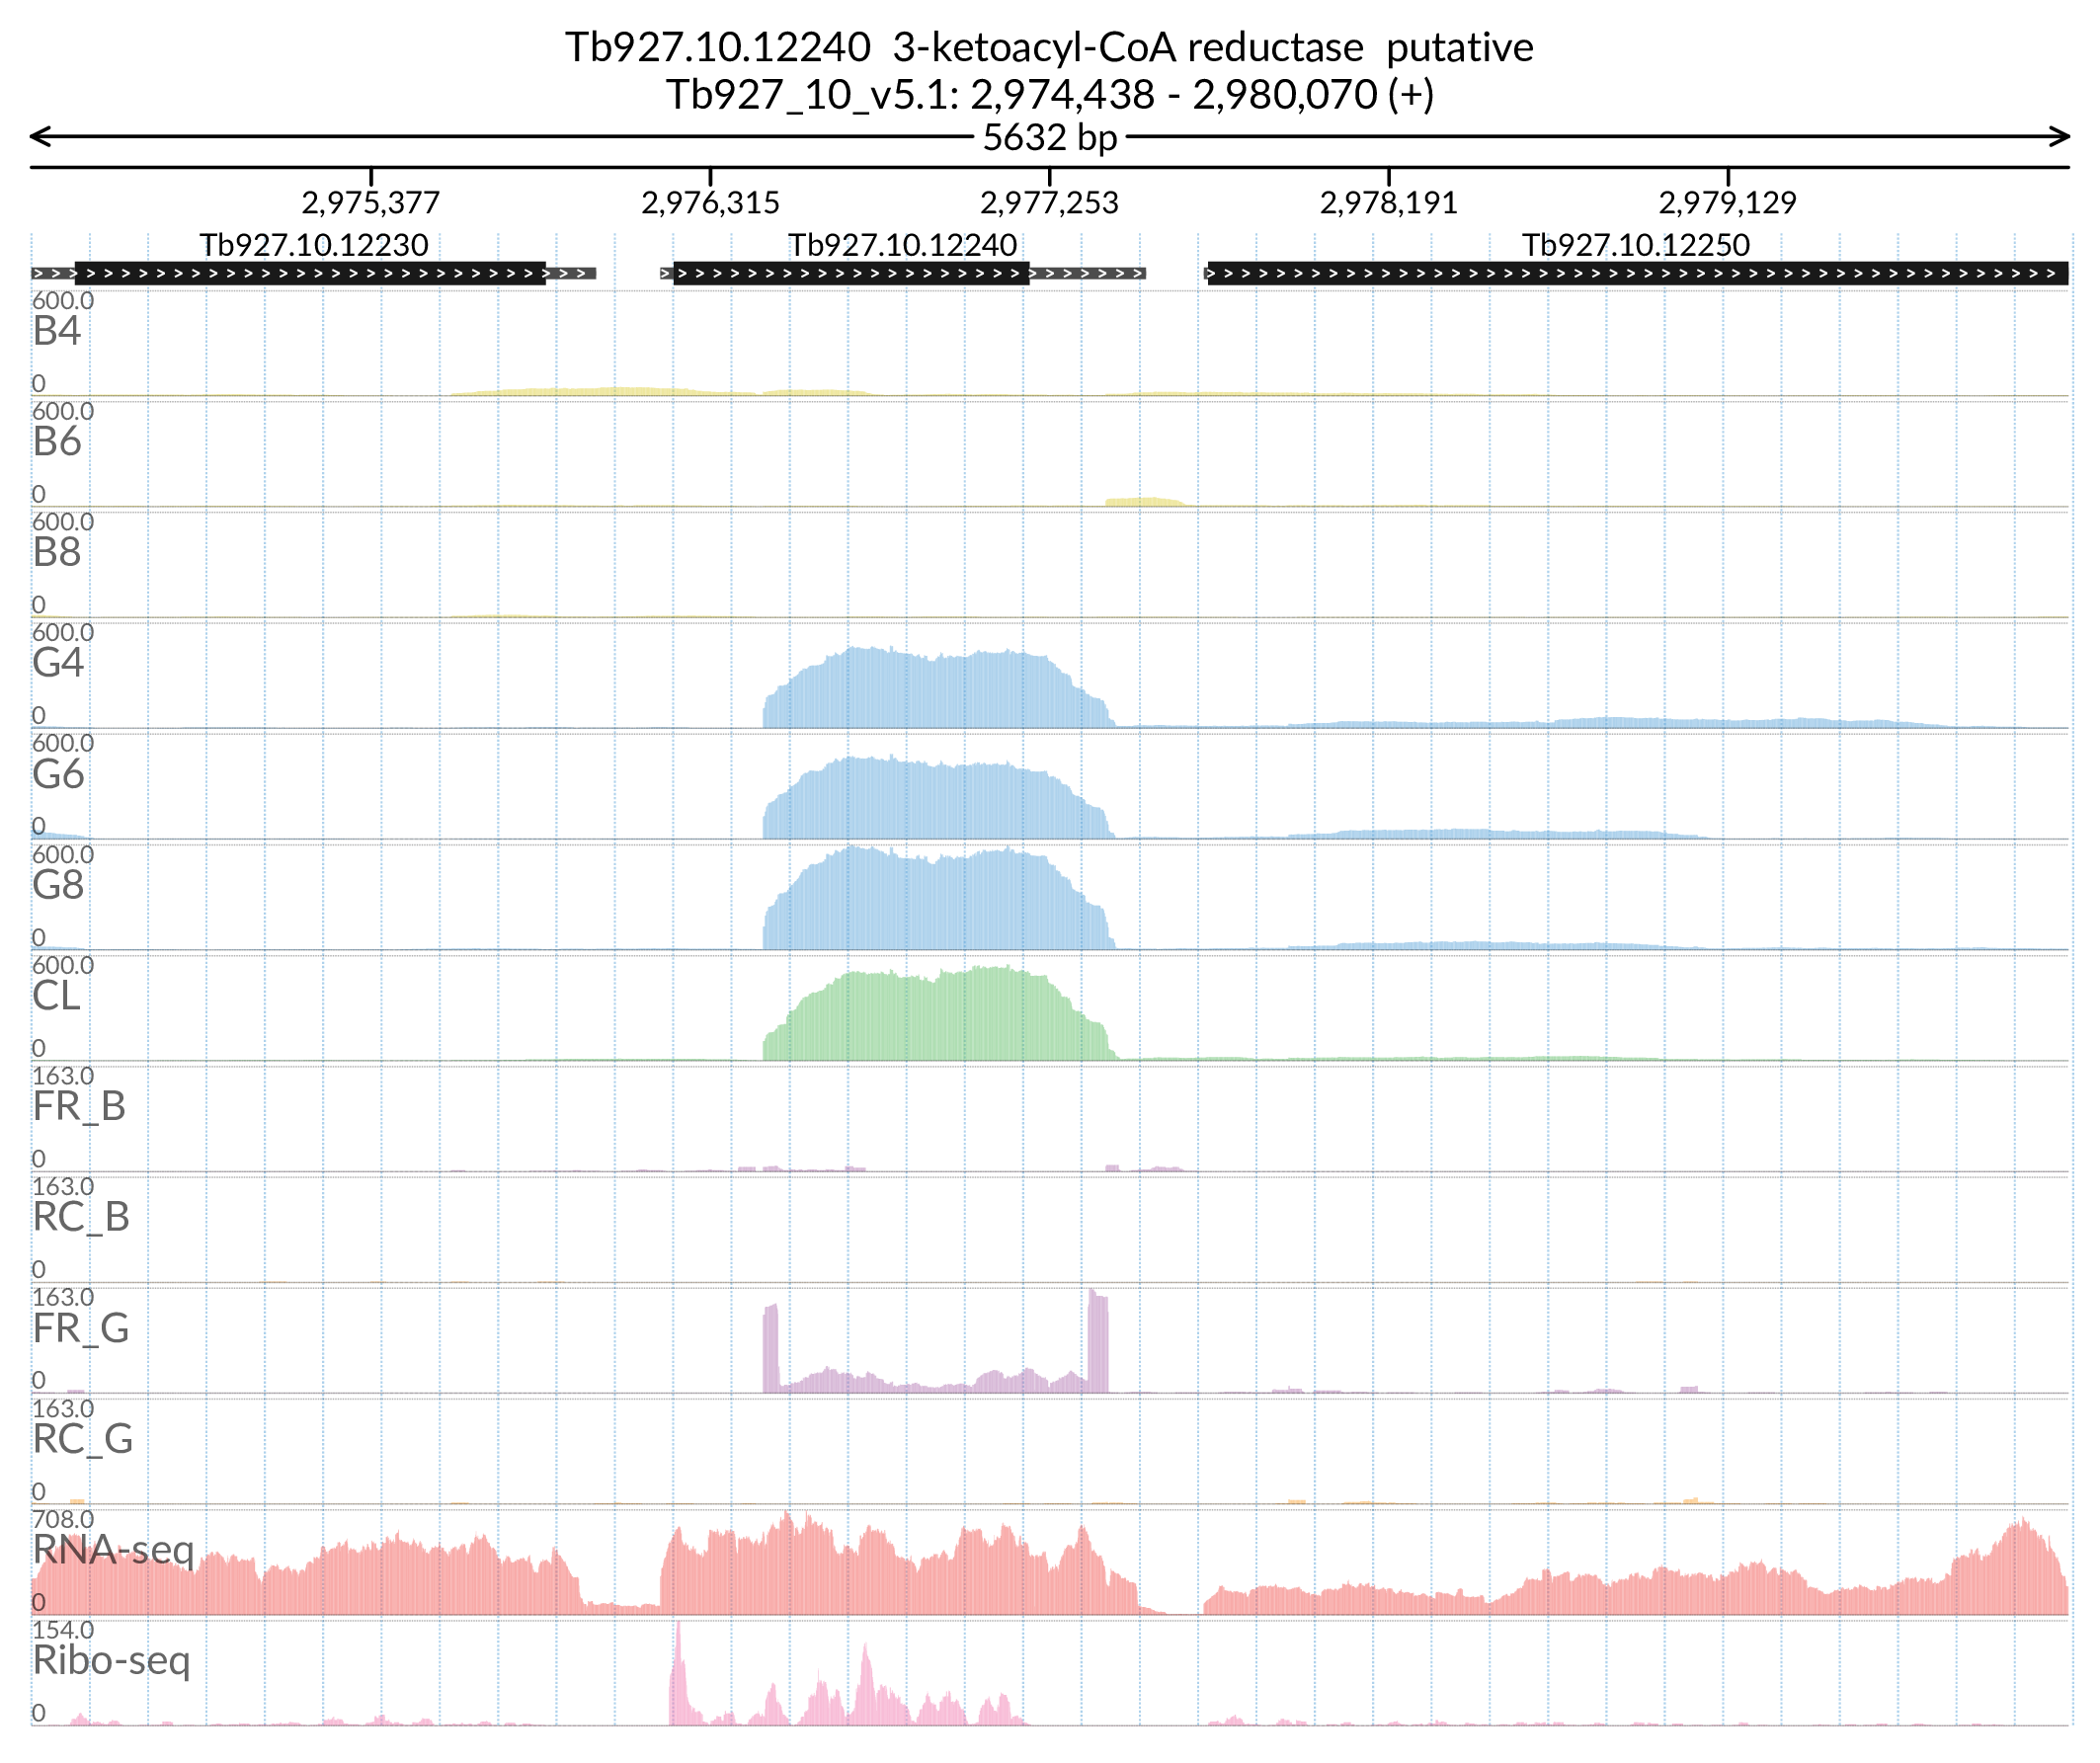 Tb927.10.12240  3-ketoacyl-CoA reductase  putative
Tb927_10_v5.1: 2,974,438 - 2,980,070 (+)
5632 bp
2,975,377 2,976,315 2,977,253 2,978,191 2,979,129
Tb927.10.12230 Tb927.10.12240 Tb927.10.12250
600.0
B4
0
600.0
B6
0
600.0
B8
0
600.0
G4
0
600.0
G6
0
600.0
G8
0
600.0
CL
0
163.0
FR_B
0
163.0
RC_B
0
163.0
FR_G
0
163.0
RC_G
0
708.0
RNA-seq
0
154.0
Ribo-seq
0